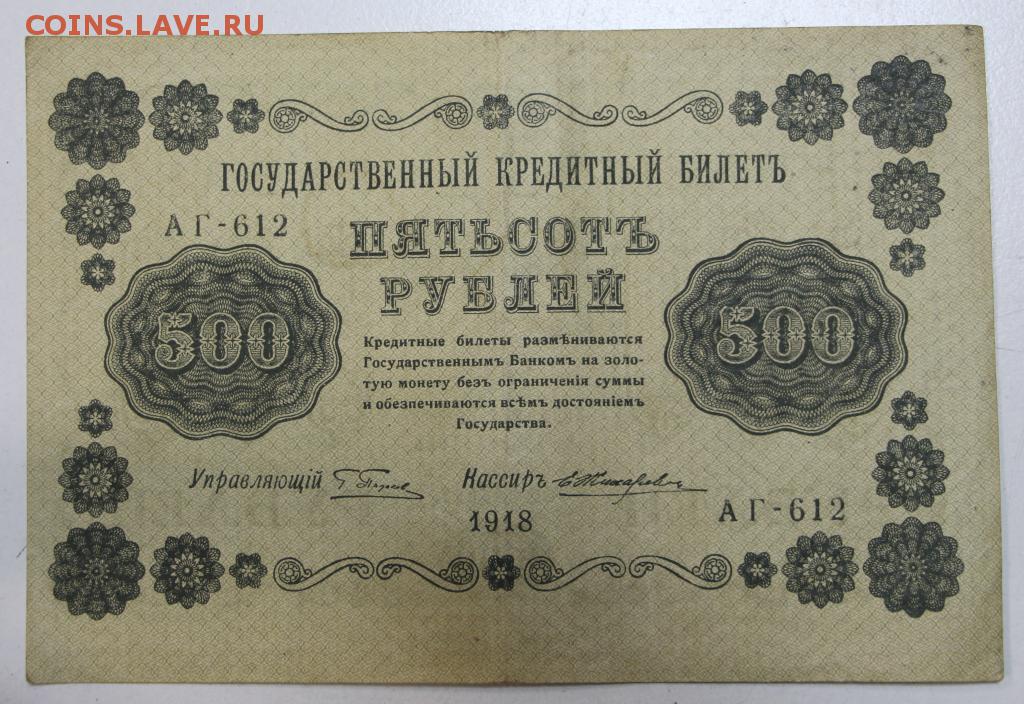 COINS.LAVE.RU
ГОСУДАРСТВЕННЫЙ КРЕДИТНЫЙ БИЛЕТЪ
АГ-612
ПЯТЬСОТЪ
РУБЛЕЙ
500
500
Кредитные билеты размѣниваются
Государственнымъ Банкомъ на золо-
тую монету безъ ограниченія суммы
и обезпечиваются всѣмъ достояніемъ
Государства.
Управляющій
Кассиръ
1918
АГ-612